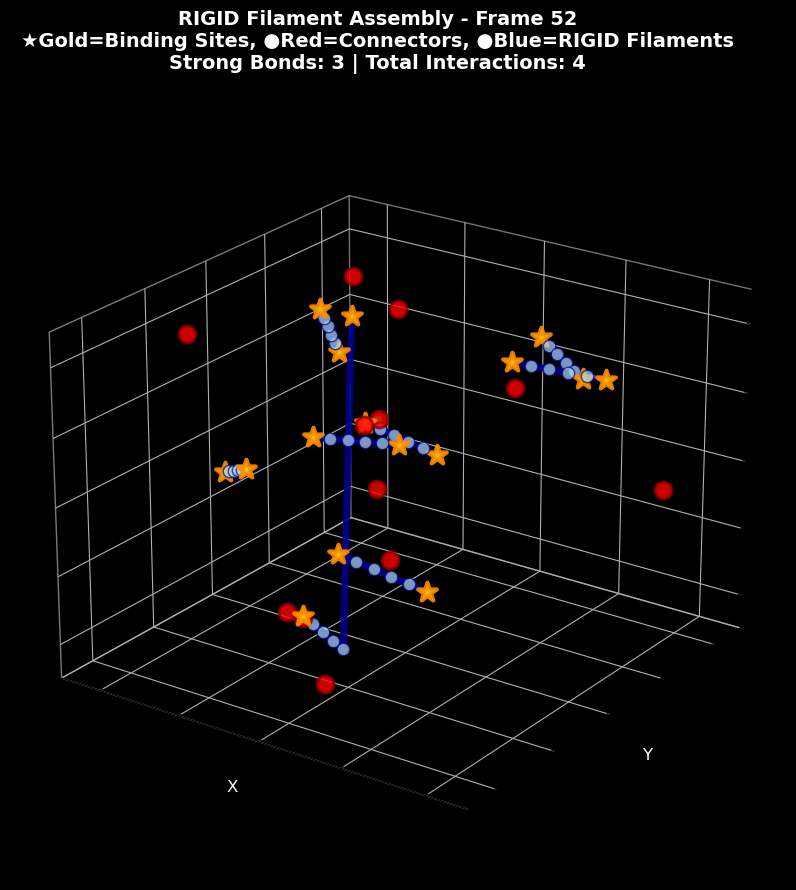 RIGID Filament Assembly - Frame 52
★Gold=Binding Sites, ●Red=Connectors, ●Blue=RIGID Filaments
Strong Bonds: 3 | Total Interactions: 4
Y
X